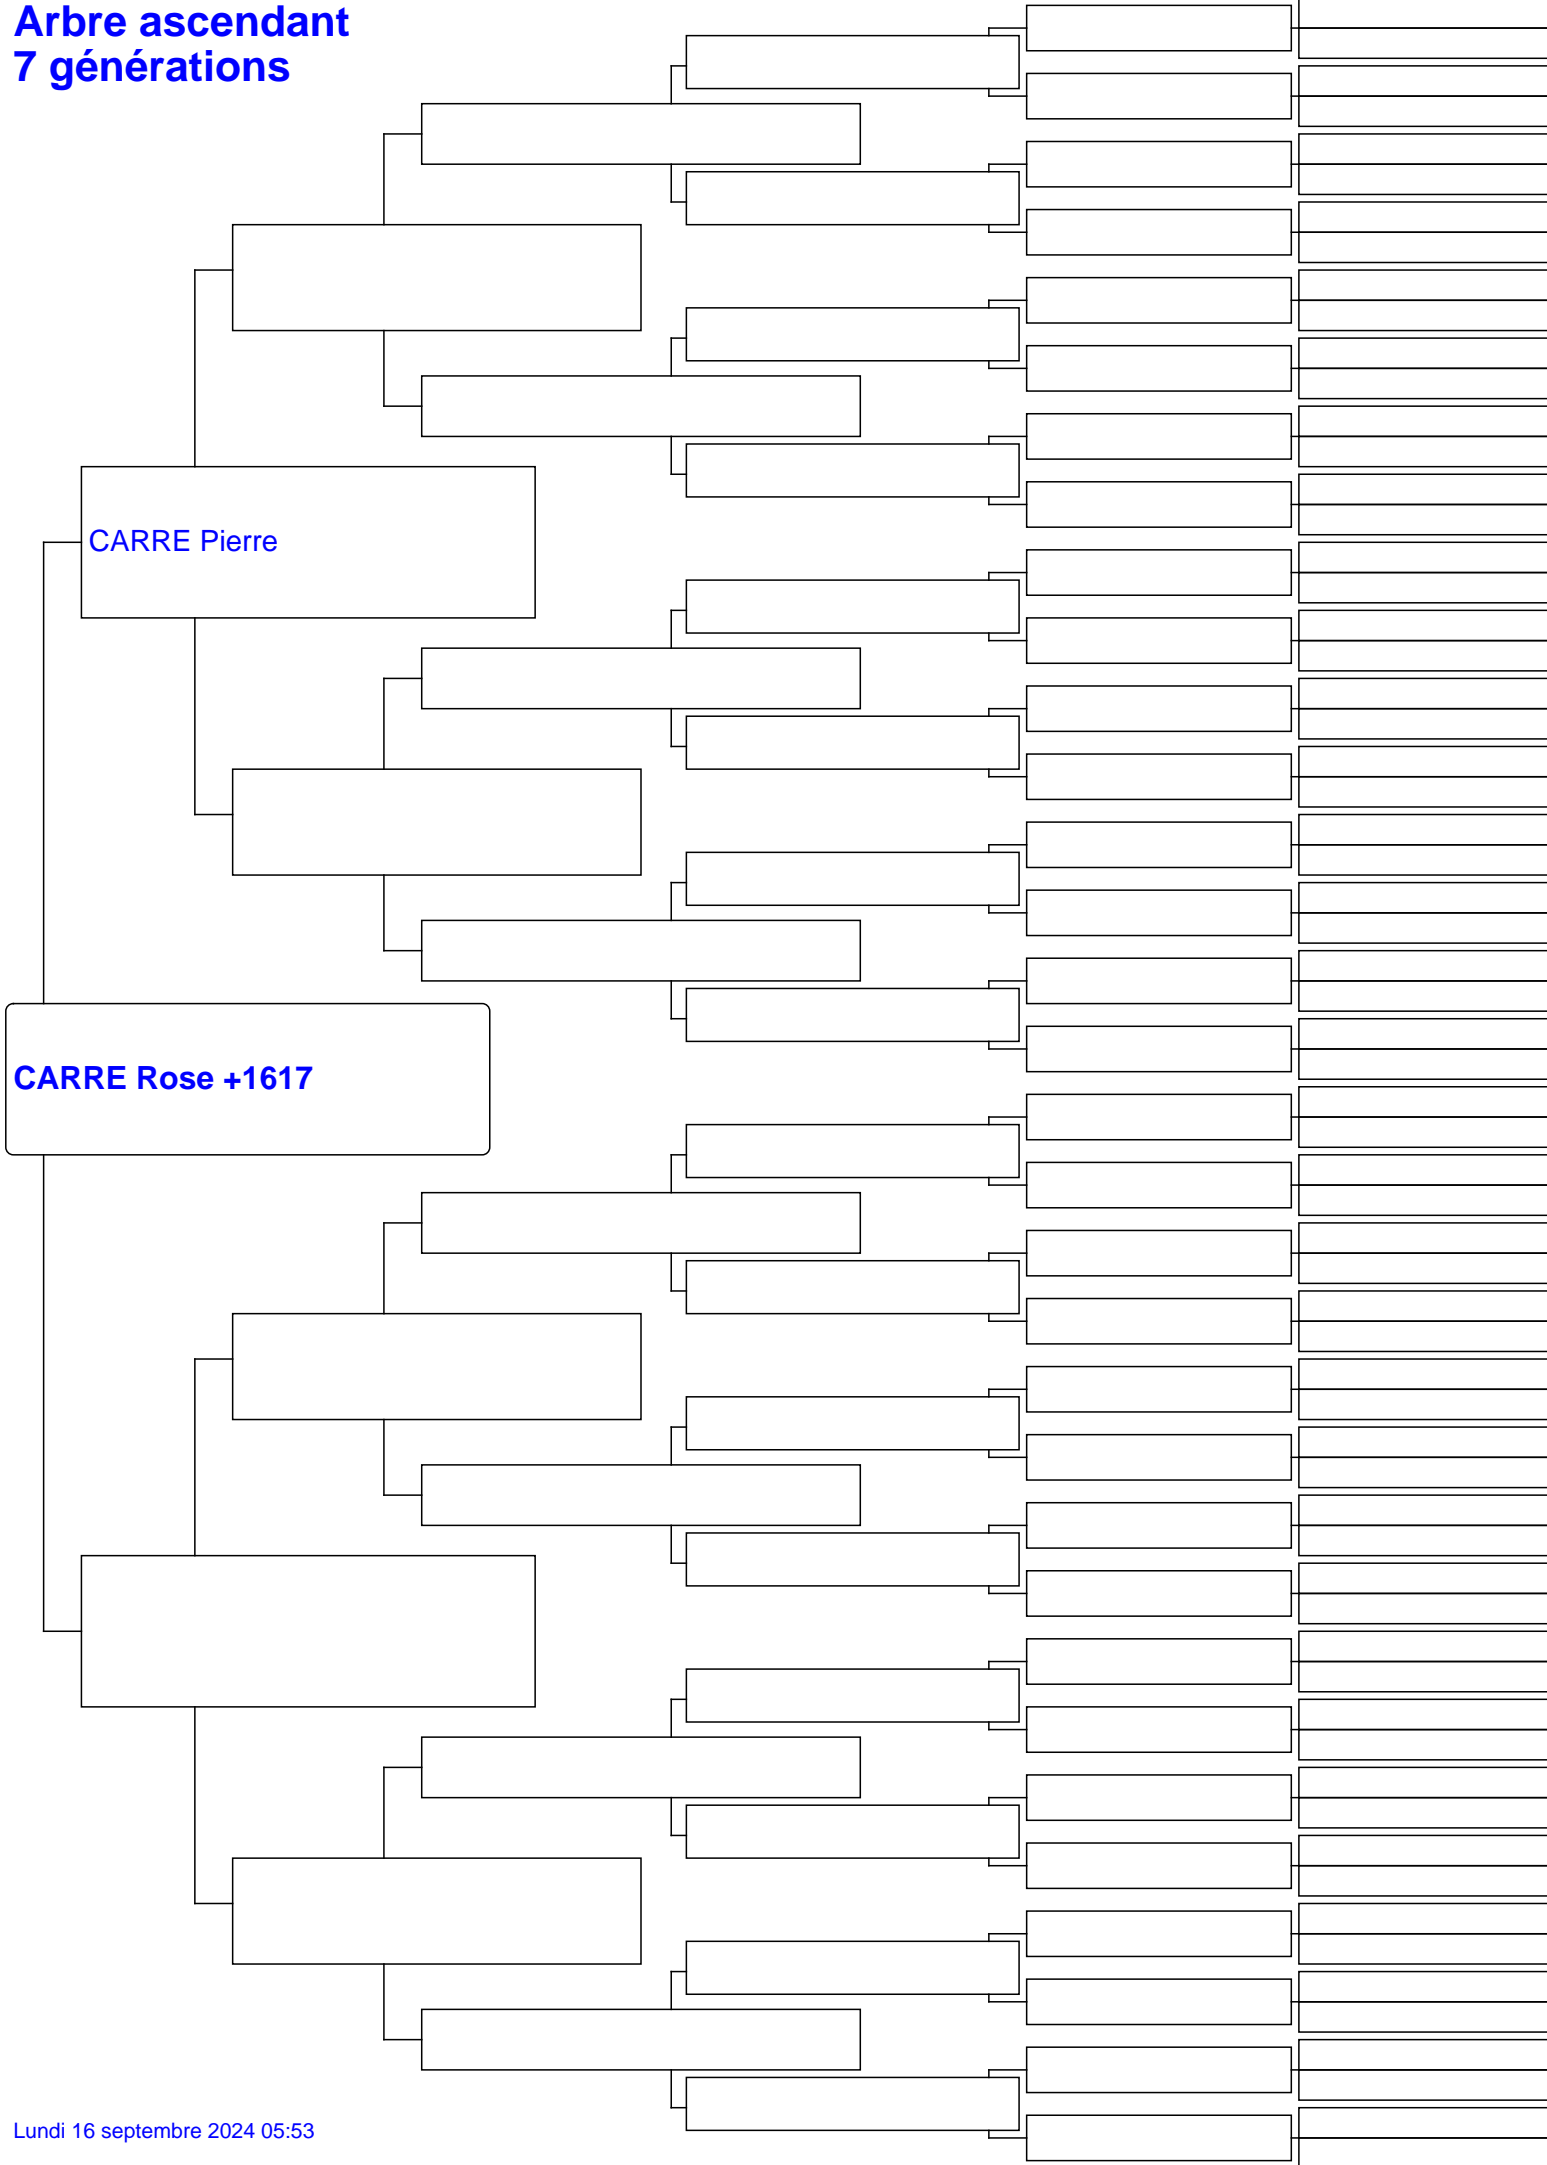 Arbre ascendant
7 générations
CARRE Pierre
CARRE Rose +1617
Lundi 16 septembre 2024 05:53